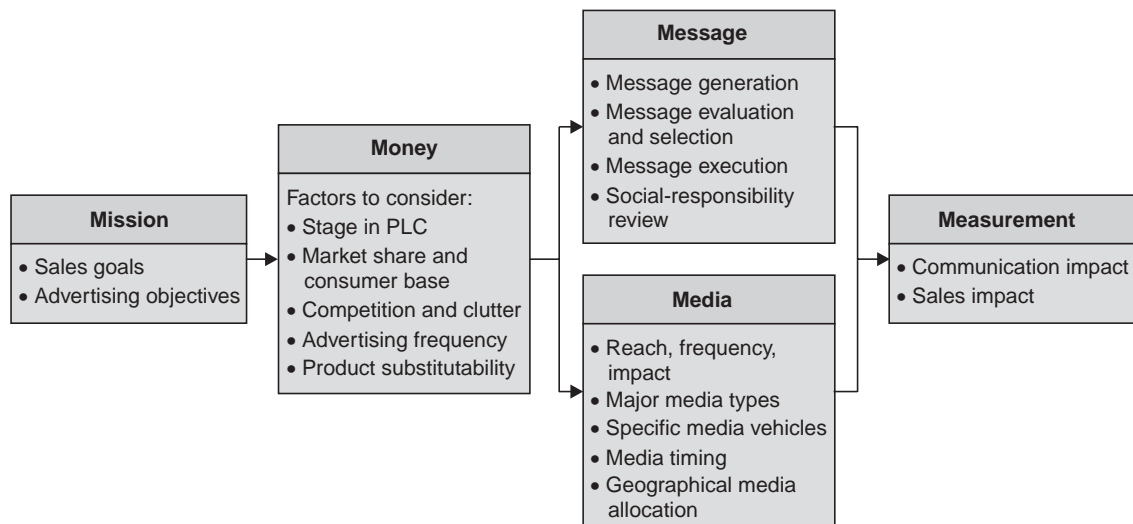 Mission
• Sales goals
• Advertising objectives
Money
Factors to consider:
• Stage in PLC
• Market share and
consumer base
• Competition and clutter
• Advertising frequency
• Product substitutability
Message
• Message generation
• Message evaluation
and selection
• Message execution
• Social-responsibility
review
Media
• Reach, frequency,
impact
• Major media types
• Specific media vehicles
• Media timing
• Geographical media
allocation
Measurement
• Communication impact
• Sales impact